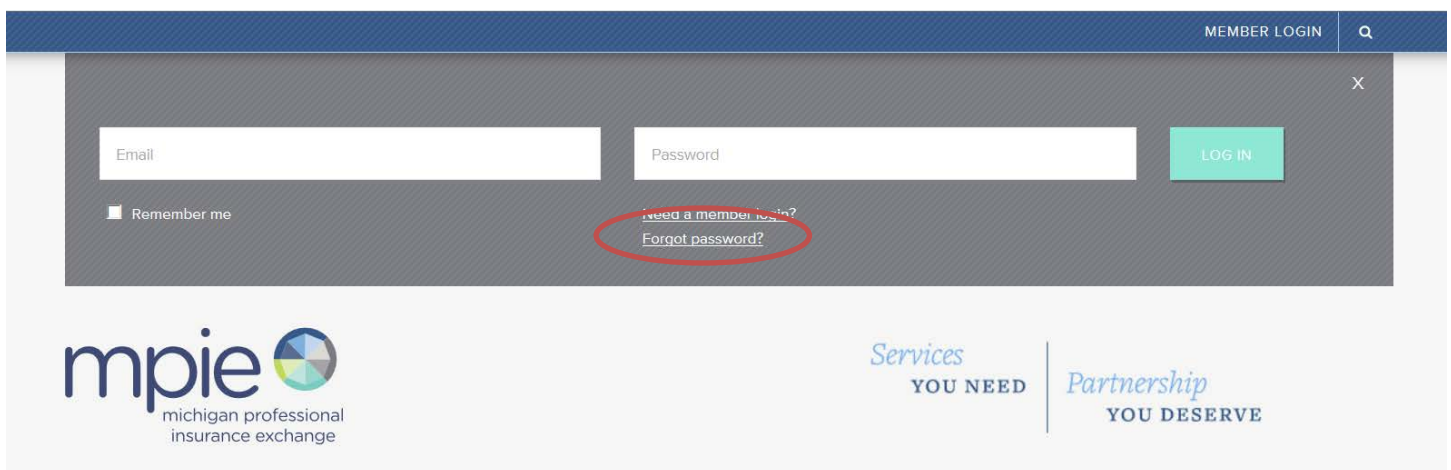 MEMBER LOGIN
X
Email
Password
LOG IN
Remember me
Need a member login?
Forgot password?
mpie
michigan professional
insurance exchange
Services
YOU NEED
Partnership
YOU DESERVE